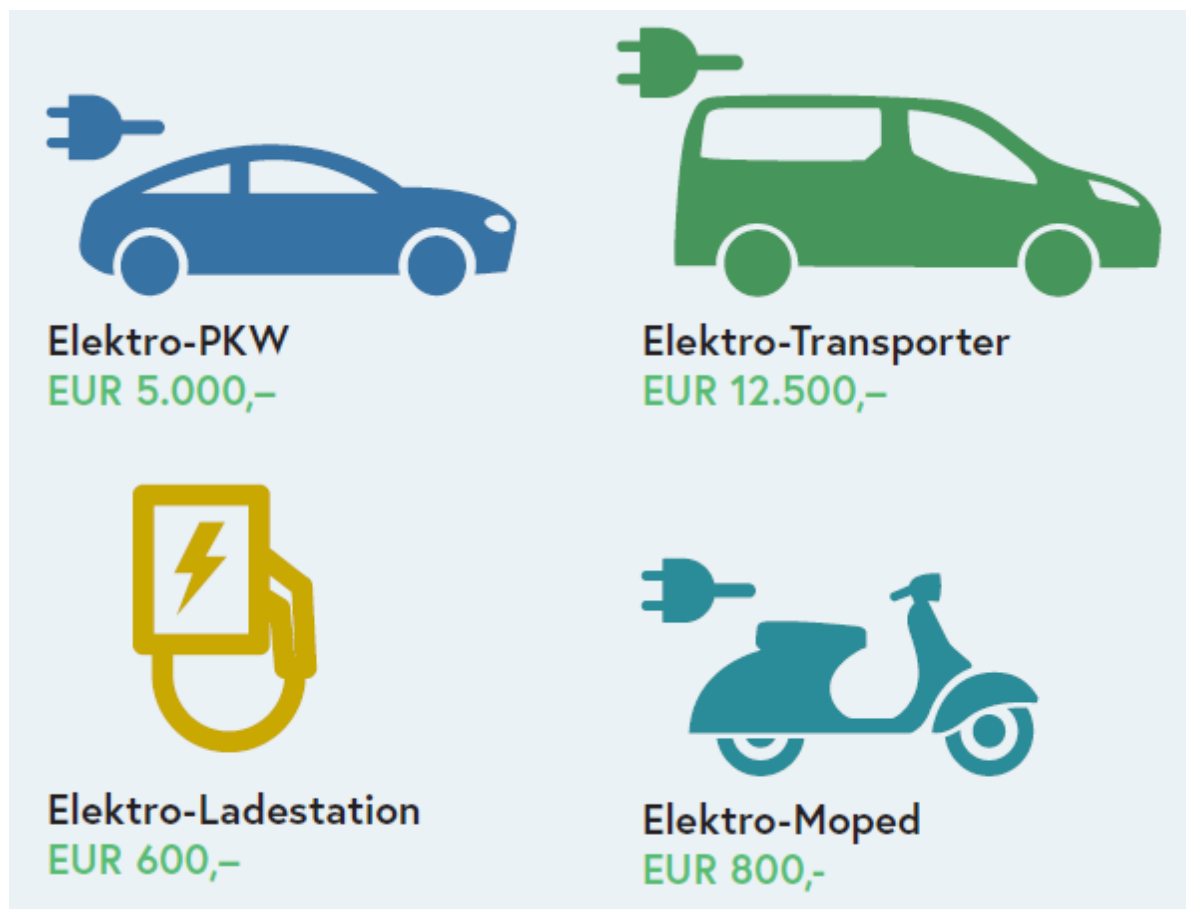 Elektro-PKW
EUR 5.000,–
Elektro-Transporter
EUR 12.500,–
Elektro-Ladestation
EUR 600,–
Elektro-Moped
EUR 800,-